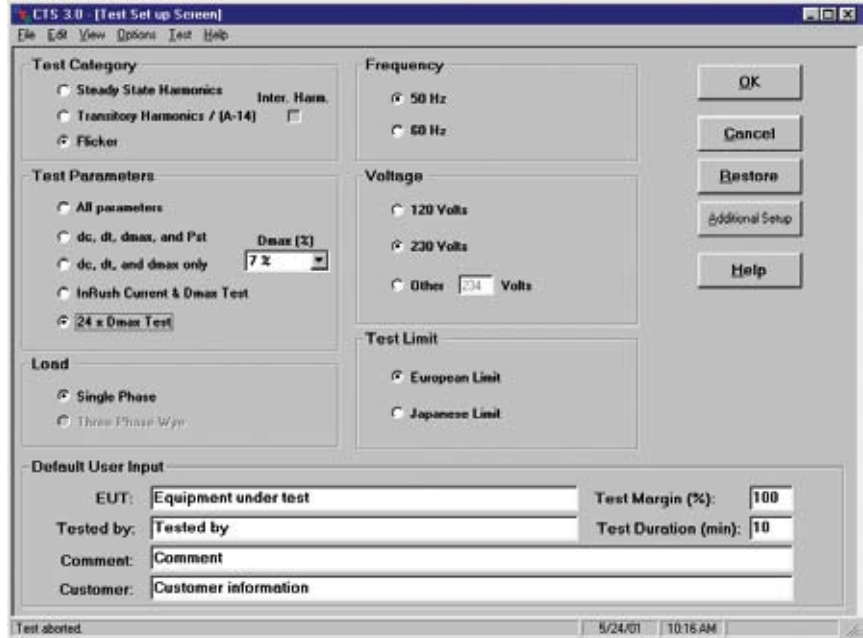 CTS 3.0 - [Test Set up Screen]
File Edit View Options Test Help
Test Category
Steady State Harmonics
Transitory Harmonics / (A-14)
Inter. Harm.
Flicker
Test Parameters
All parameters
dc, dt, dmax, and Pst
dc, dt, and dmax only
Dmax (%)
7 %
InRush Current & Dmax Test
24 x Dmax Test
Load
Single Phase
Three Phase Wye
Frequency
50 Hz
60 Hz
Voltage
120 Volts
230 Volts
Other 234 Volts
Test Limit
European Limit
Japanese Limit
OK
Cancel
Restore
Additional Setup
Help
Default User Input
EUT: Equipment under test
Test Margin (%): 100
Tested by: Tested by
Test Duration (min): 10
Comment: Comment
Customer: Customer information
Test aborted.
5/24/01 10:16 AM